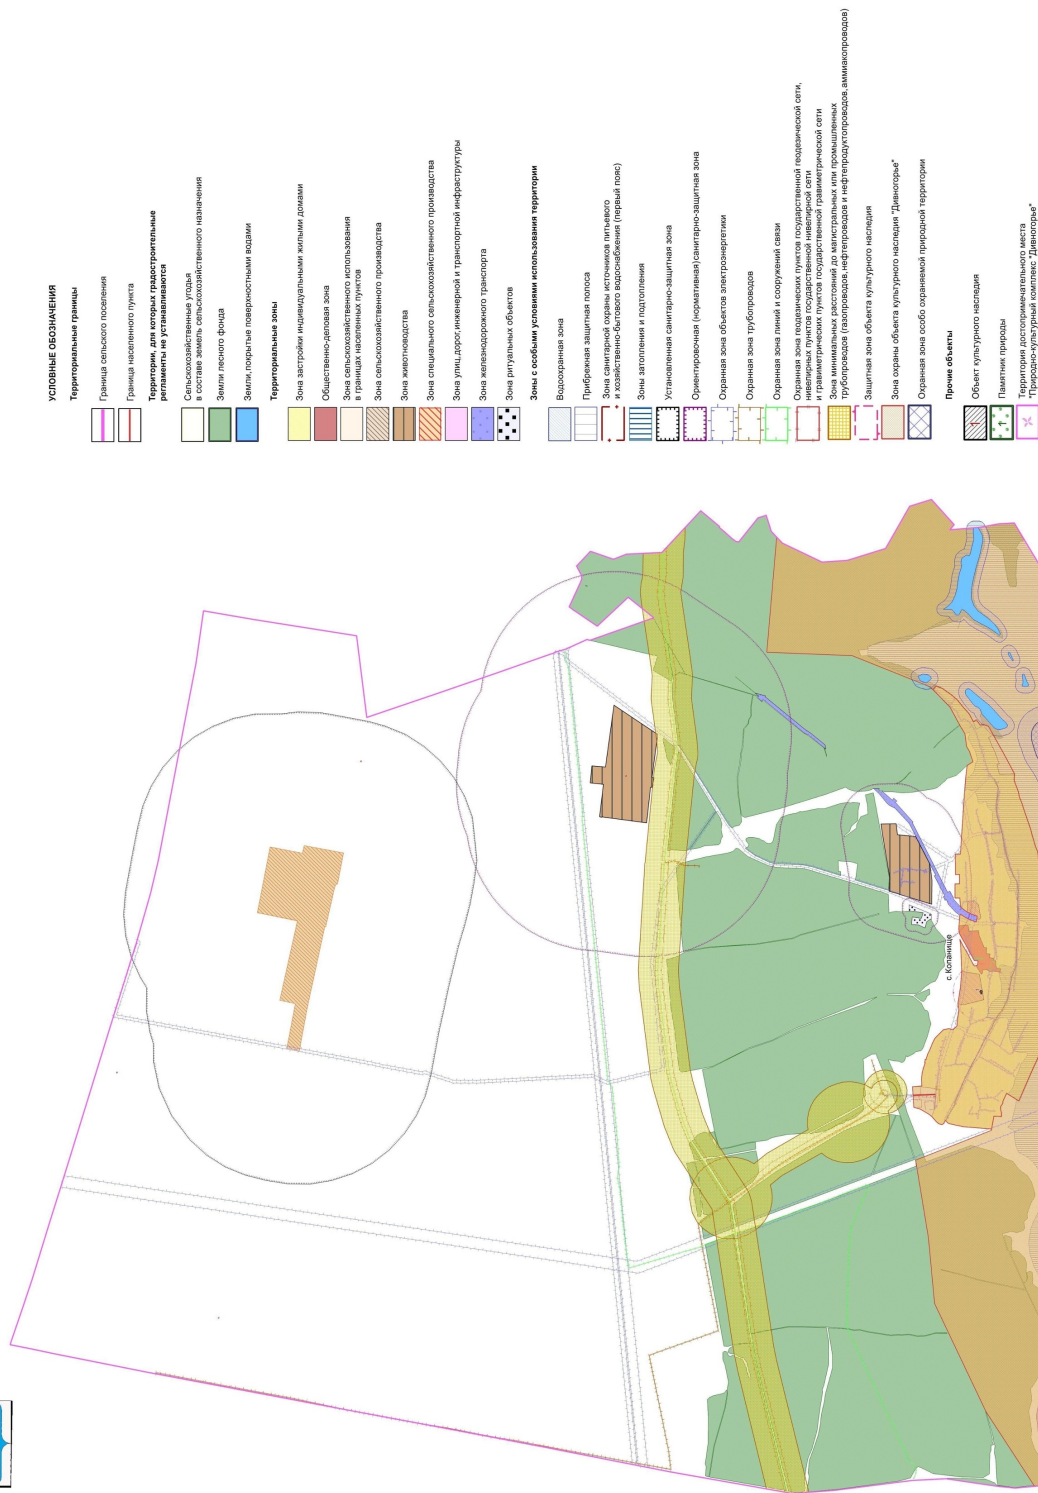 УСЛОВНЫЕ ОБОЗНАЧЕНИЯ
Территориальные границы
Граница сельского поселения
Граница населенного пункта
Территории, для которых градостроительные
регламенты не устанавливаются
Сельскохозяйственные угодья
в составе земель сельскохозяйственного назначения
Земли лесного фонда
Земли, покрытые поверхностными водами
Территориальные зоны
Зона застройки индивидуальными жилыми домами
Общественно-деловая зона
Зона сельскохозяйственного использования
в границах населенных пунктов
Зона сельскохозяйственного производства
Зона животноводства
Зона специального сельскохозяйственного производства
Зона улиц,дорог,инженерной и транспортной инфраструктуры
Зона железнодорожного транспорта
Зона ритуальных объектов
Зоны с особыми условиями использования территории
Водоохранная зона
Прибрежная защитная полоса
Зона санитарной охраны источников питьевого
и хозяйственно-бытового водоснабжения (первый пояс)
Зоны затопления и подтопления
Установленная санитарно-защитная зона
Ориентировочная (нормативная)санитарно-защитная зона
Охранная зона объектов электроэнергетики
Охранная зона трубопроводов
Охранная зона линий и сооружений связи
Охранная зона геодезических пунктов государственной геодезической сети,
нивелирных пунктов государственной нивелирной сети
и гравиметрических пунктов государственной гравиметрической сети
Зона минимальных расстояний до магистральных или промышленных
трубопроводов (газопроводов,нефтепроводов и нефтепродуктопроводов,аммиакопроводов)
Защитная зона объекта культурного наследия
Зона охраны объекта культурного наследия "Дивногорье"
Охранная зона особо охраняемой природной территории
Прочие объекты
Объект культурного наследия
Памятник природы
Территория достопримечательного места
"Природно-культурный комплекс "Дивногорье"
с.Копанище